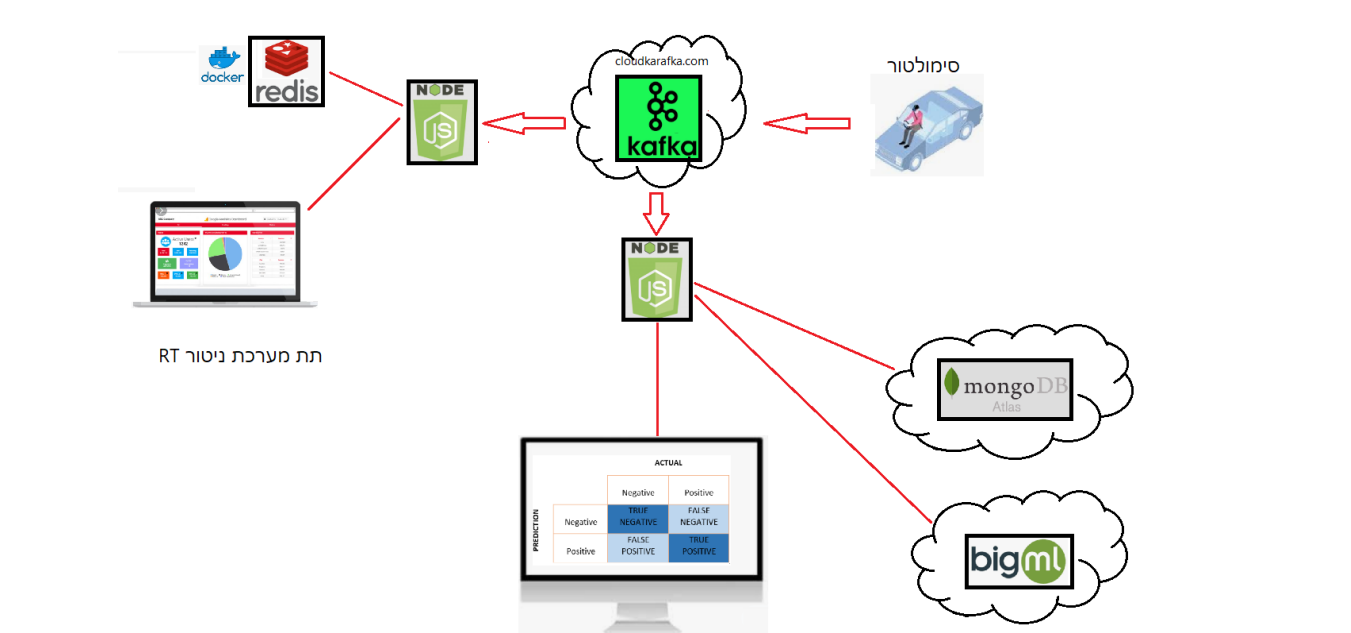 cloudkarafka.com
סימולטור
docker
redis
NODE
JS
kafka
NODE
JS
תת מערכת ניטור RT
mongoDB
Atlas
ACTUAL
Negative Positive
PREDICTION
Negative TRUE NEGATIVE FALSE NEGATIVE
Positive FALSE POSITIVE TRUE POSITIVE
bigml